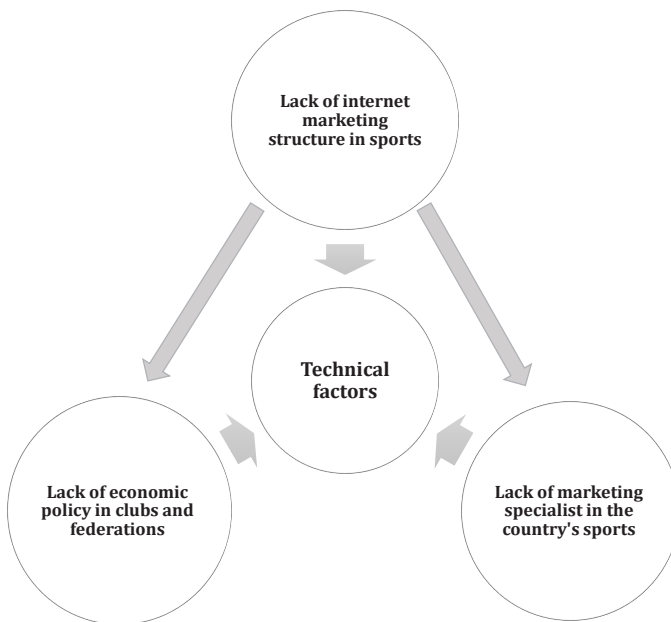 Lack of internet
marketing
structure in sports
Technical
factors
Lack of economic
policy in clubs and
federations
Lack of marketing
specialist in the
country's sports